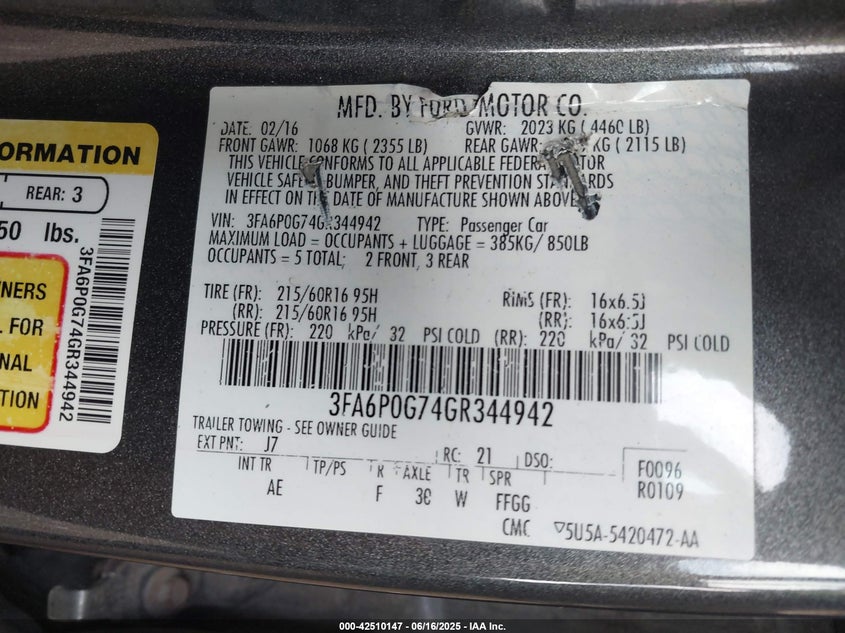 ORMATION
REAR: 3
50 lbs.
3FA6P0G74GR344942
NERS
FOR
NAL
TION
MFD. BY FORD MOTOR CO.
DATE: 02/16 GVWR: 2023 KG ( 4460 LB)
FRONT GAWR: 1068 KG ( 2355 LB) REAR GAWR: KG ( 2115 LB)
THIS VEHICLE CONFORMS TO ALL APPLICABLE FEDERAL MOTOR
VEHICLE SAFETY BUMPER, AND THEFT PREVENTION STANDARDS
IN EFFECT ON THE DATE OF MANUFACTURE SHOWN ABOVE.
VIN: 3FA6P0G74GR344942 TYPE: Passenger Car
MAXIMUM LOAD = OCCUPANTS + LUGGAGE = 385KG/ 850LB
OCCUPANTS = 5 TOTAL; 2 FRONT, 3 REAR
TIRE (FR): 215/60R16 95H RIMS (FR): 16x6.5J
(RR): 215/60R16 95H (RR): 16x6.5J
PRESSURE (FR): 220 kPa/ 32 PSI COLD (RR): 220 kPa/ 32 PSI COLD
3FA6P0G74GR344942
TRAILER TOWING - SEE OWNER GUIDE
EXT PNT: J7 RC: 21 DSO: F0096
INT TR TP/PS R AXLE TR SPR R0109
AE F 3C W FFGG
CMC 5U5A-5420472-AA
000-42510147 - 06/16/2025 - IAA Inc.